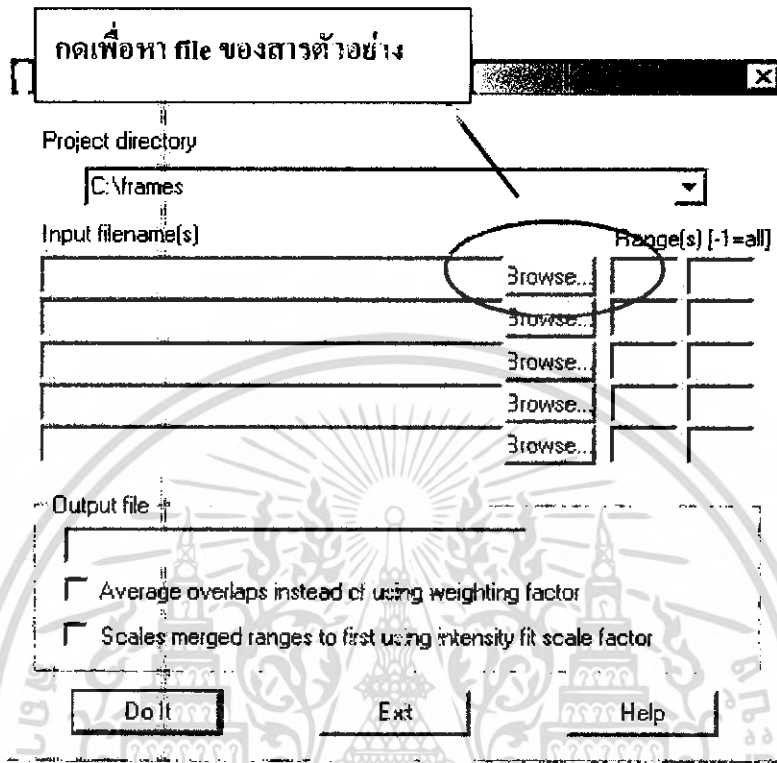 กดเพื่อหา file ของสารตัวอย่าง
Project directory
C:\frames
Input filename(s) Range(s) [-1=all]
Browse...
Browse...
Browse...
Browse...
Browse...
Output file
Average overlaps instead of using weighting factor
Scales merged ranges to first using intensity fit scale factor
Do It Exit Help